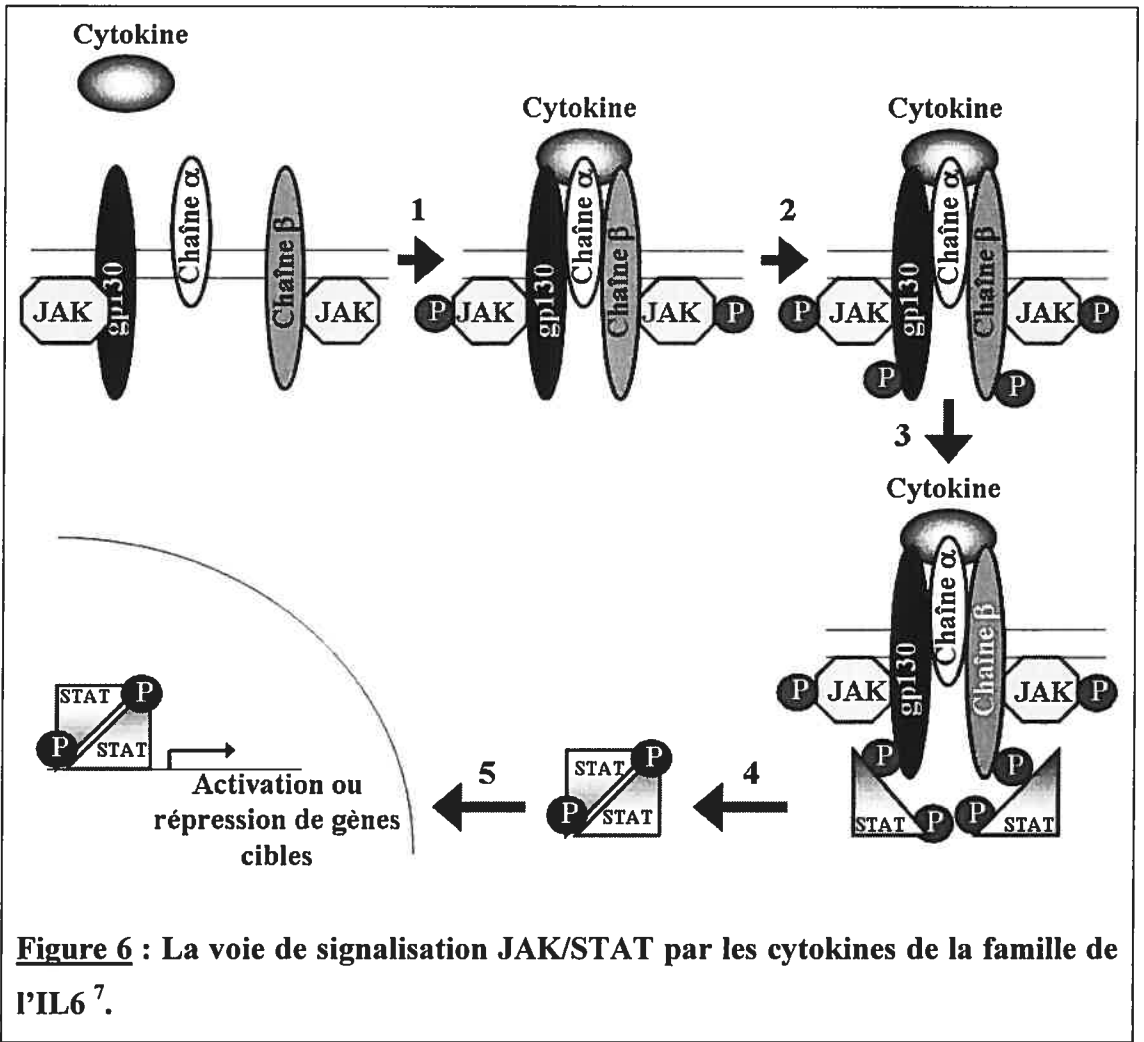 Cytokine
gp130
Chaîne α
Chaîne β
JAK
JAK
1
Cytokine
gp130
Chaîne α
Chaîne β
P
JAK
JAK
P
2
Cytokine
gp130
Chaîne α
Chaîne β
P
JAK
JAK
P
P
P
3
Cytokine
gp130
Chaîne α
Chaîne β
P
JAK
JAK
P
P
P
STAT
P
P
STAT
4
STAT
P
P
STAT
5
STAT
P
P
STAT
Activation ou
répression de gènes
cibles
Figure 6 : La voie de signalisation JAK/STAT par les cytokines de la famille de
l'IL6 7.